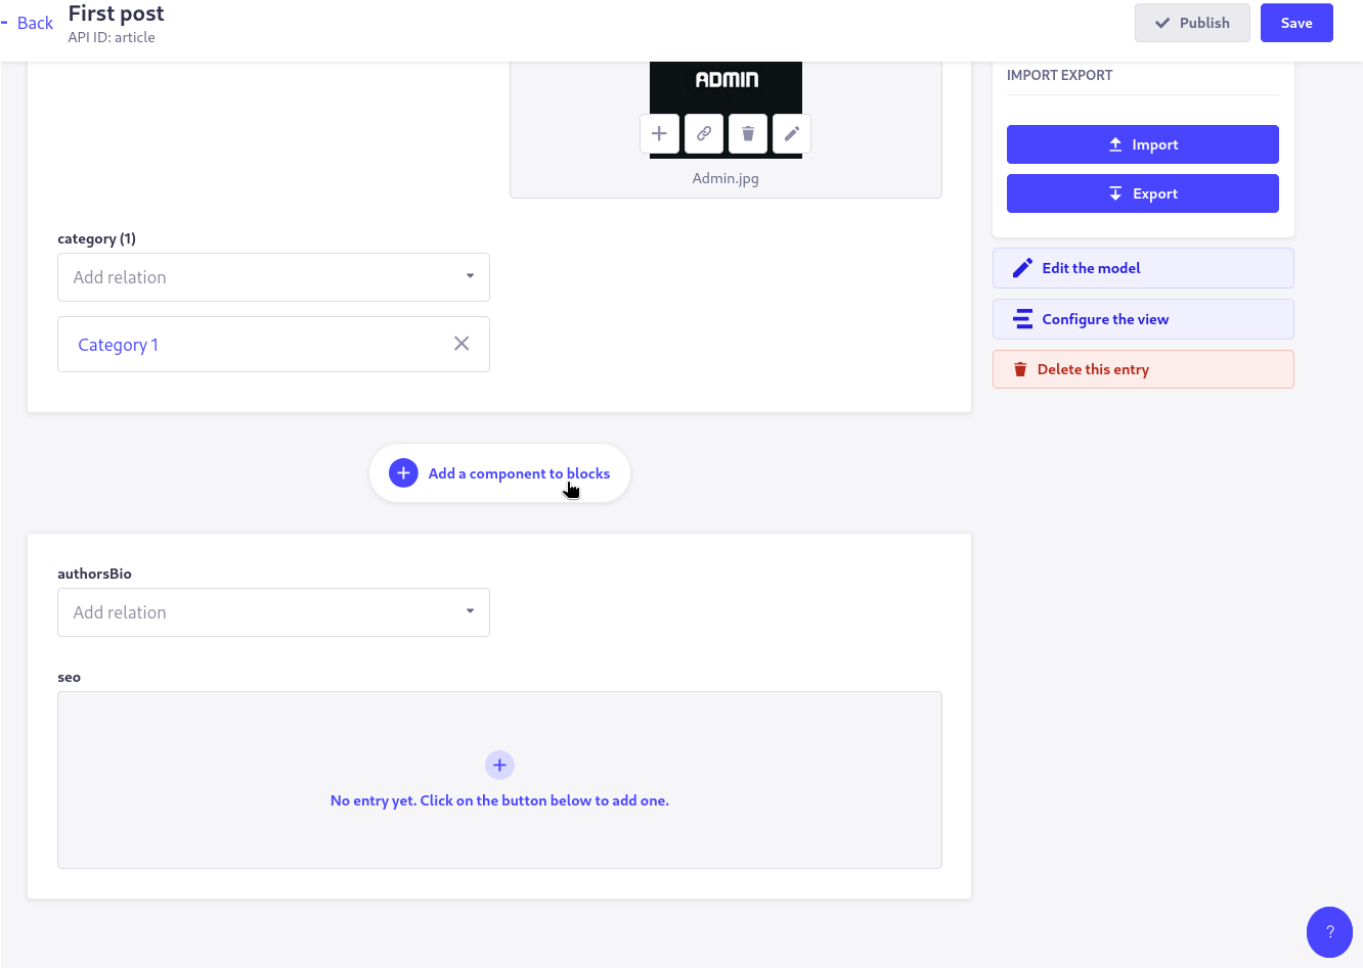 Back
First post
API ID: article
Publish
Save
ADMIN
Admin.jpg
IMPORT EXPORT
Import
Export
category (1)
Add relation
Category 1
Edit the model
Configure the view
Delete this entry
Add a component to blocks
authorsBio
Add relation
seo
No entry yet. Click on the button below to add one.
?